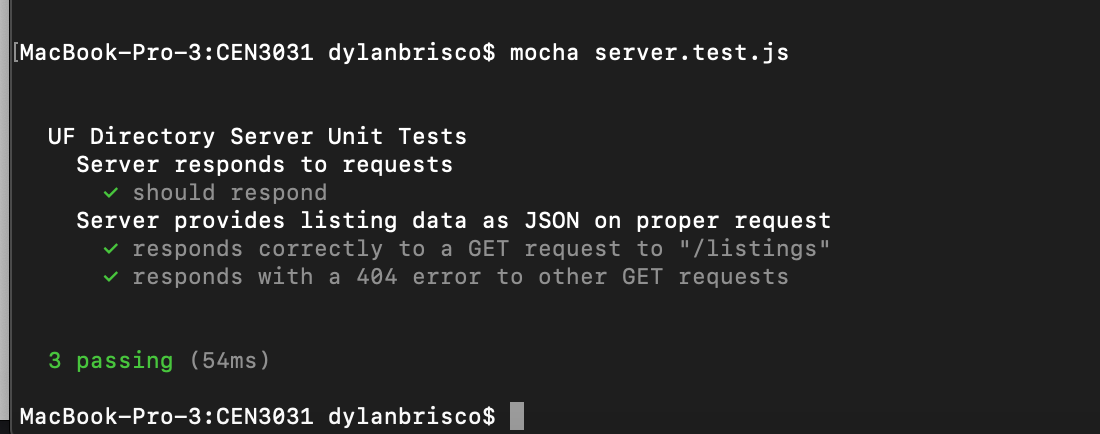 [MacBook-Pro-3:CEN3031 dylanbrisco$ mocha server.test.js
UF Directory Server Unit Tests
Server responds to requests
✓ should respond
Server provides listing data as JSON on proper request
✓ responds correctly to a GET request to "/listings"
✓ responds with a 404 error to other GET requests
3 passing (54ms)
MacBook-Pro-3:CEN3031 dylanbrisco$